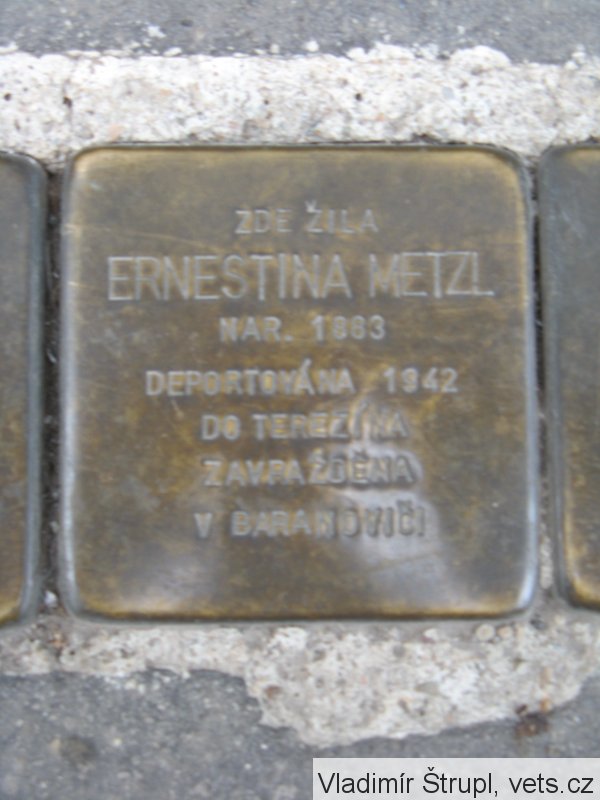 ZDE ŽILA
ERNESTINA METZL
NAR. 1883
DEPORTOVÁNA 1942
DO TEREZÍNA
ZAVRAŽDĚNA
V BARANOVIČI
Vladimír Štrupl, vets.cz